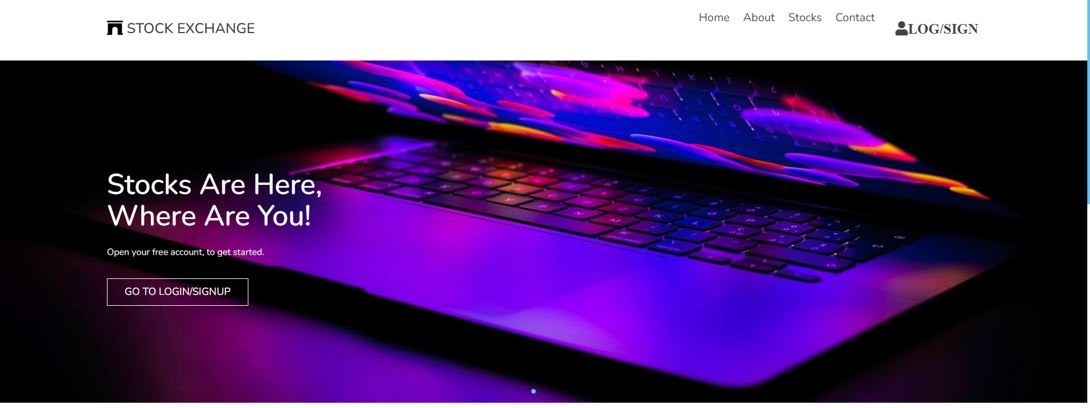 STOCK EXCHANGE
Home About Stocks Contact
LOG/SIGN
Stocks Are Here,
Where Are You!
Open your free account, to get started.
GO TO LOGIN/SIGNUP